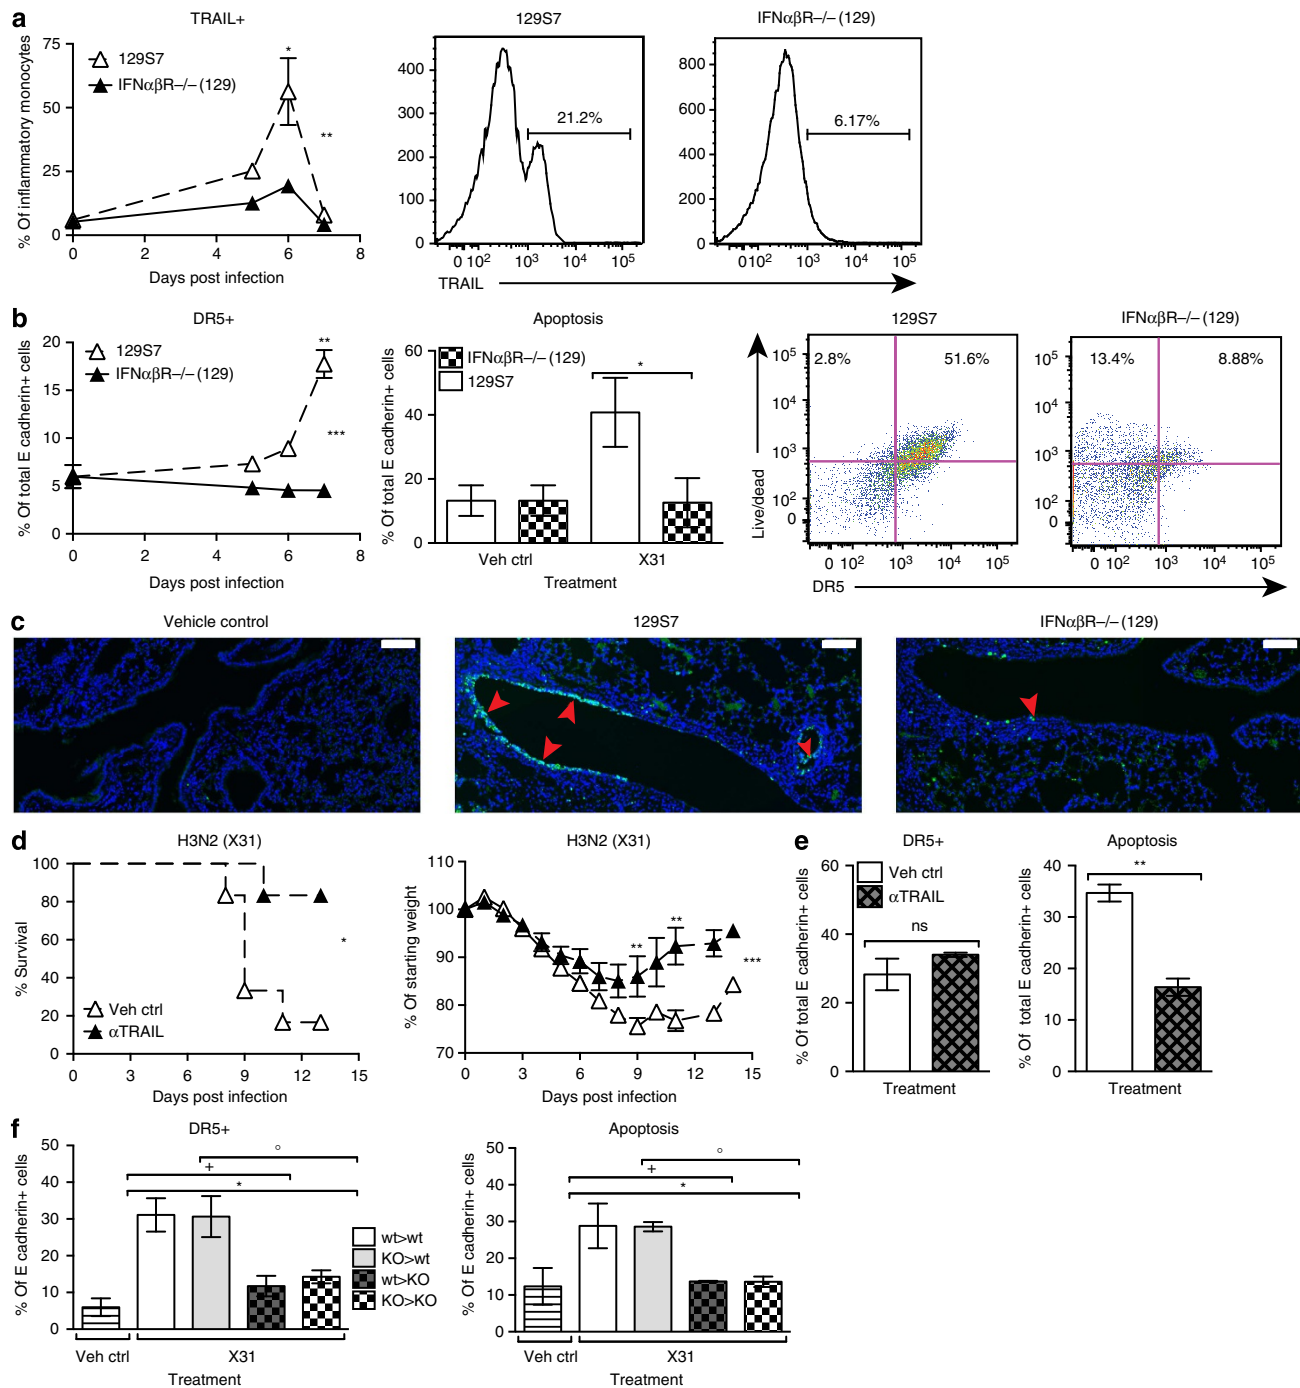 a
TRAIL+
129S7
IFNαβR–/– (129)
% Of inflammatory monocytes
75
50
25
0
0 2 4 6 8
Days post infection
129S7
IFNαβR–/– (129)
*
**
400
300
200
100
0
21.2%
0 10² 10³ 10⁴ 10⁵
800
600
400
200
0
6.17%
0 10² 10³ 10⁴ 10⁵
TRAIL
b
DR5+
% Of total E cadherin+ cells
20
15
10
5
0
0 2 4 6 8
Days post infection
129S7
IFNαβR–/– (129)
**
***
Apoptosis
% Of total E cadherin+ cells
60
40
20
0
IFNαβR–/– (129)
129S7
*
Veh ctrl X31
Treatment
129S7
IFNαβR–/– (129)
Live/dead
10⁵
10⁴
10³
10²
0
2.8% 51.6%
0 10² 10³ 10⁴ 10⁵
10⁵
10⁴
10³
10²
0
13.4% 8.88%
0 10² 10³ 10⁴ 10⁵
DR5
c
Vehicle control
129S7
IFNαβR–/– (129)
d
H3N2 (X31)
% Survival
100
80
60
40
20
0
0 3 6 9 12 15
Days post infection
Veh ctrl
αTRAIL
*
H3N2 (X31)
% Of starting weight
110
100
90
80
70
0 3 6 9 12 15
Days post infection
**
**
***
e
DR5+
% Of total E cadherin+ cells
60
40
20
0
Veh ctrl
αTRAIL
ns
Treatment
Apoptosis
% Of total E cadherin+ cells
40
30
20
10
0
**
Treatment
f
DR5+
% Of E cadherin+ cells
50
40
30
20
10
0
°
+
*
Veh ctrl X31
Treatment
wt>wt
KO>wt
wt>KO
KO>KO
Apoptosis
% Of E cadherin+ cells
50
40
30
20
10
0
°
+
*
Veh ctrl X31
Treatment